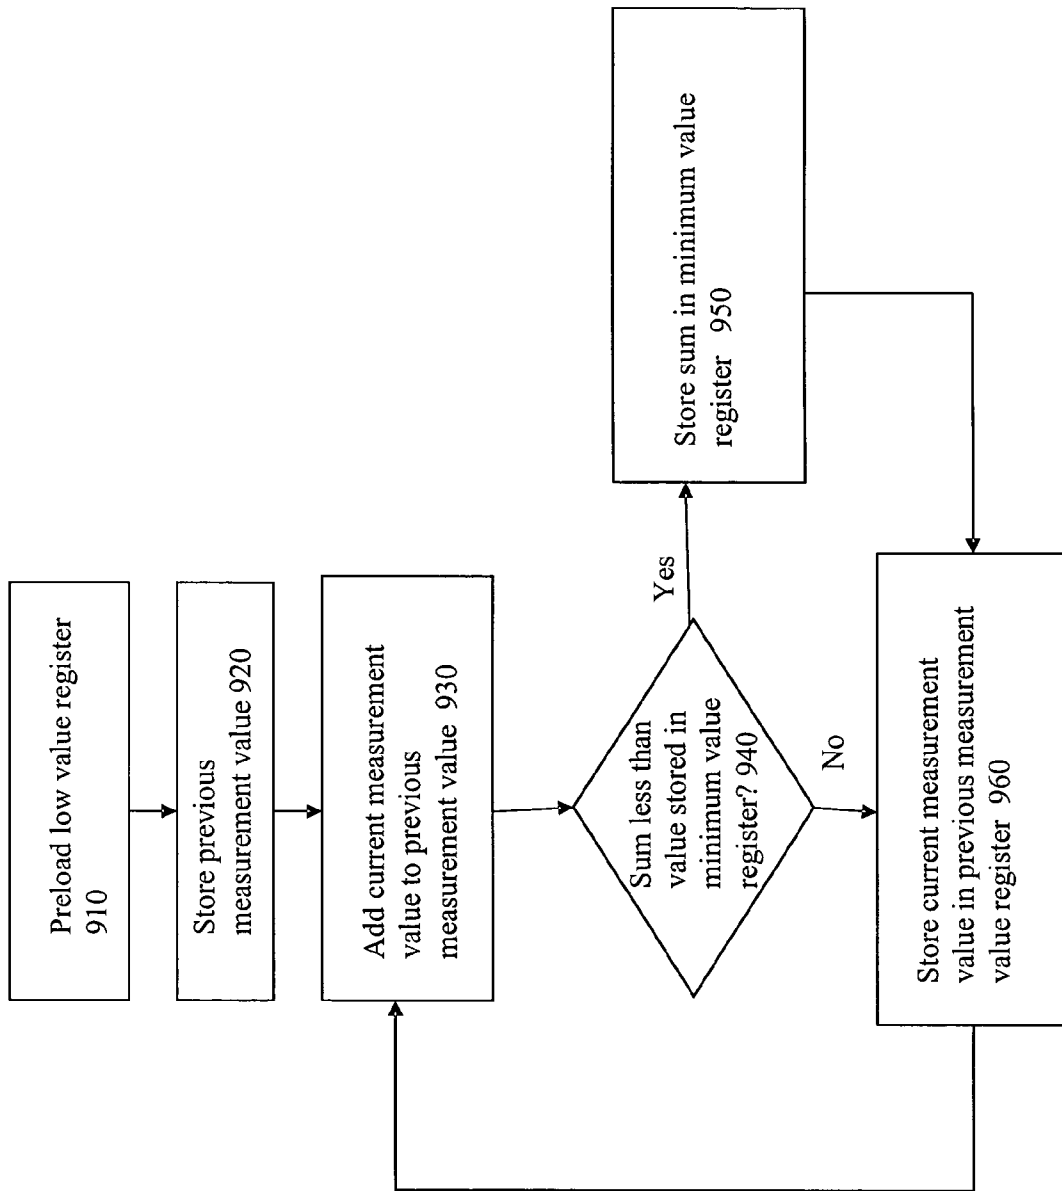 Preload low value register
910
Store previous
measurement value 920
Add current measurement
value to previous
measurement value 930
Sum less than
value stored in
minimum value
register? 940
Yes
No
Store sum in minimum value
register 950
Store current measurement
value in previous measurement
value register 960